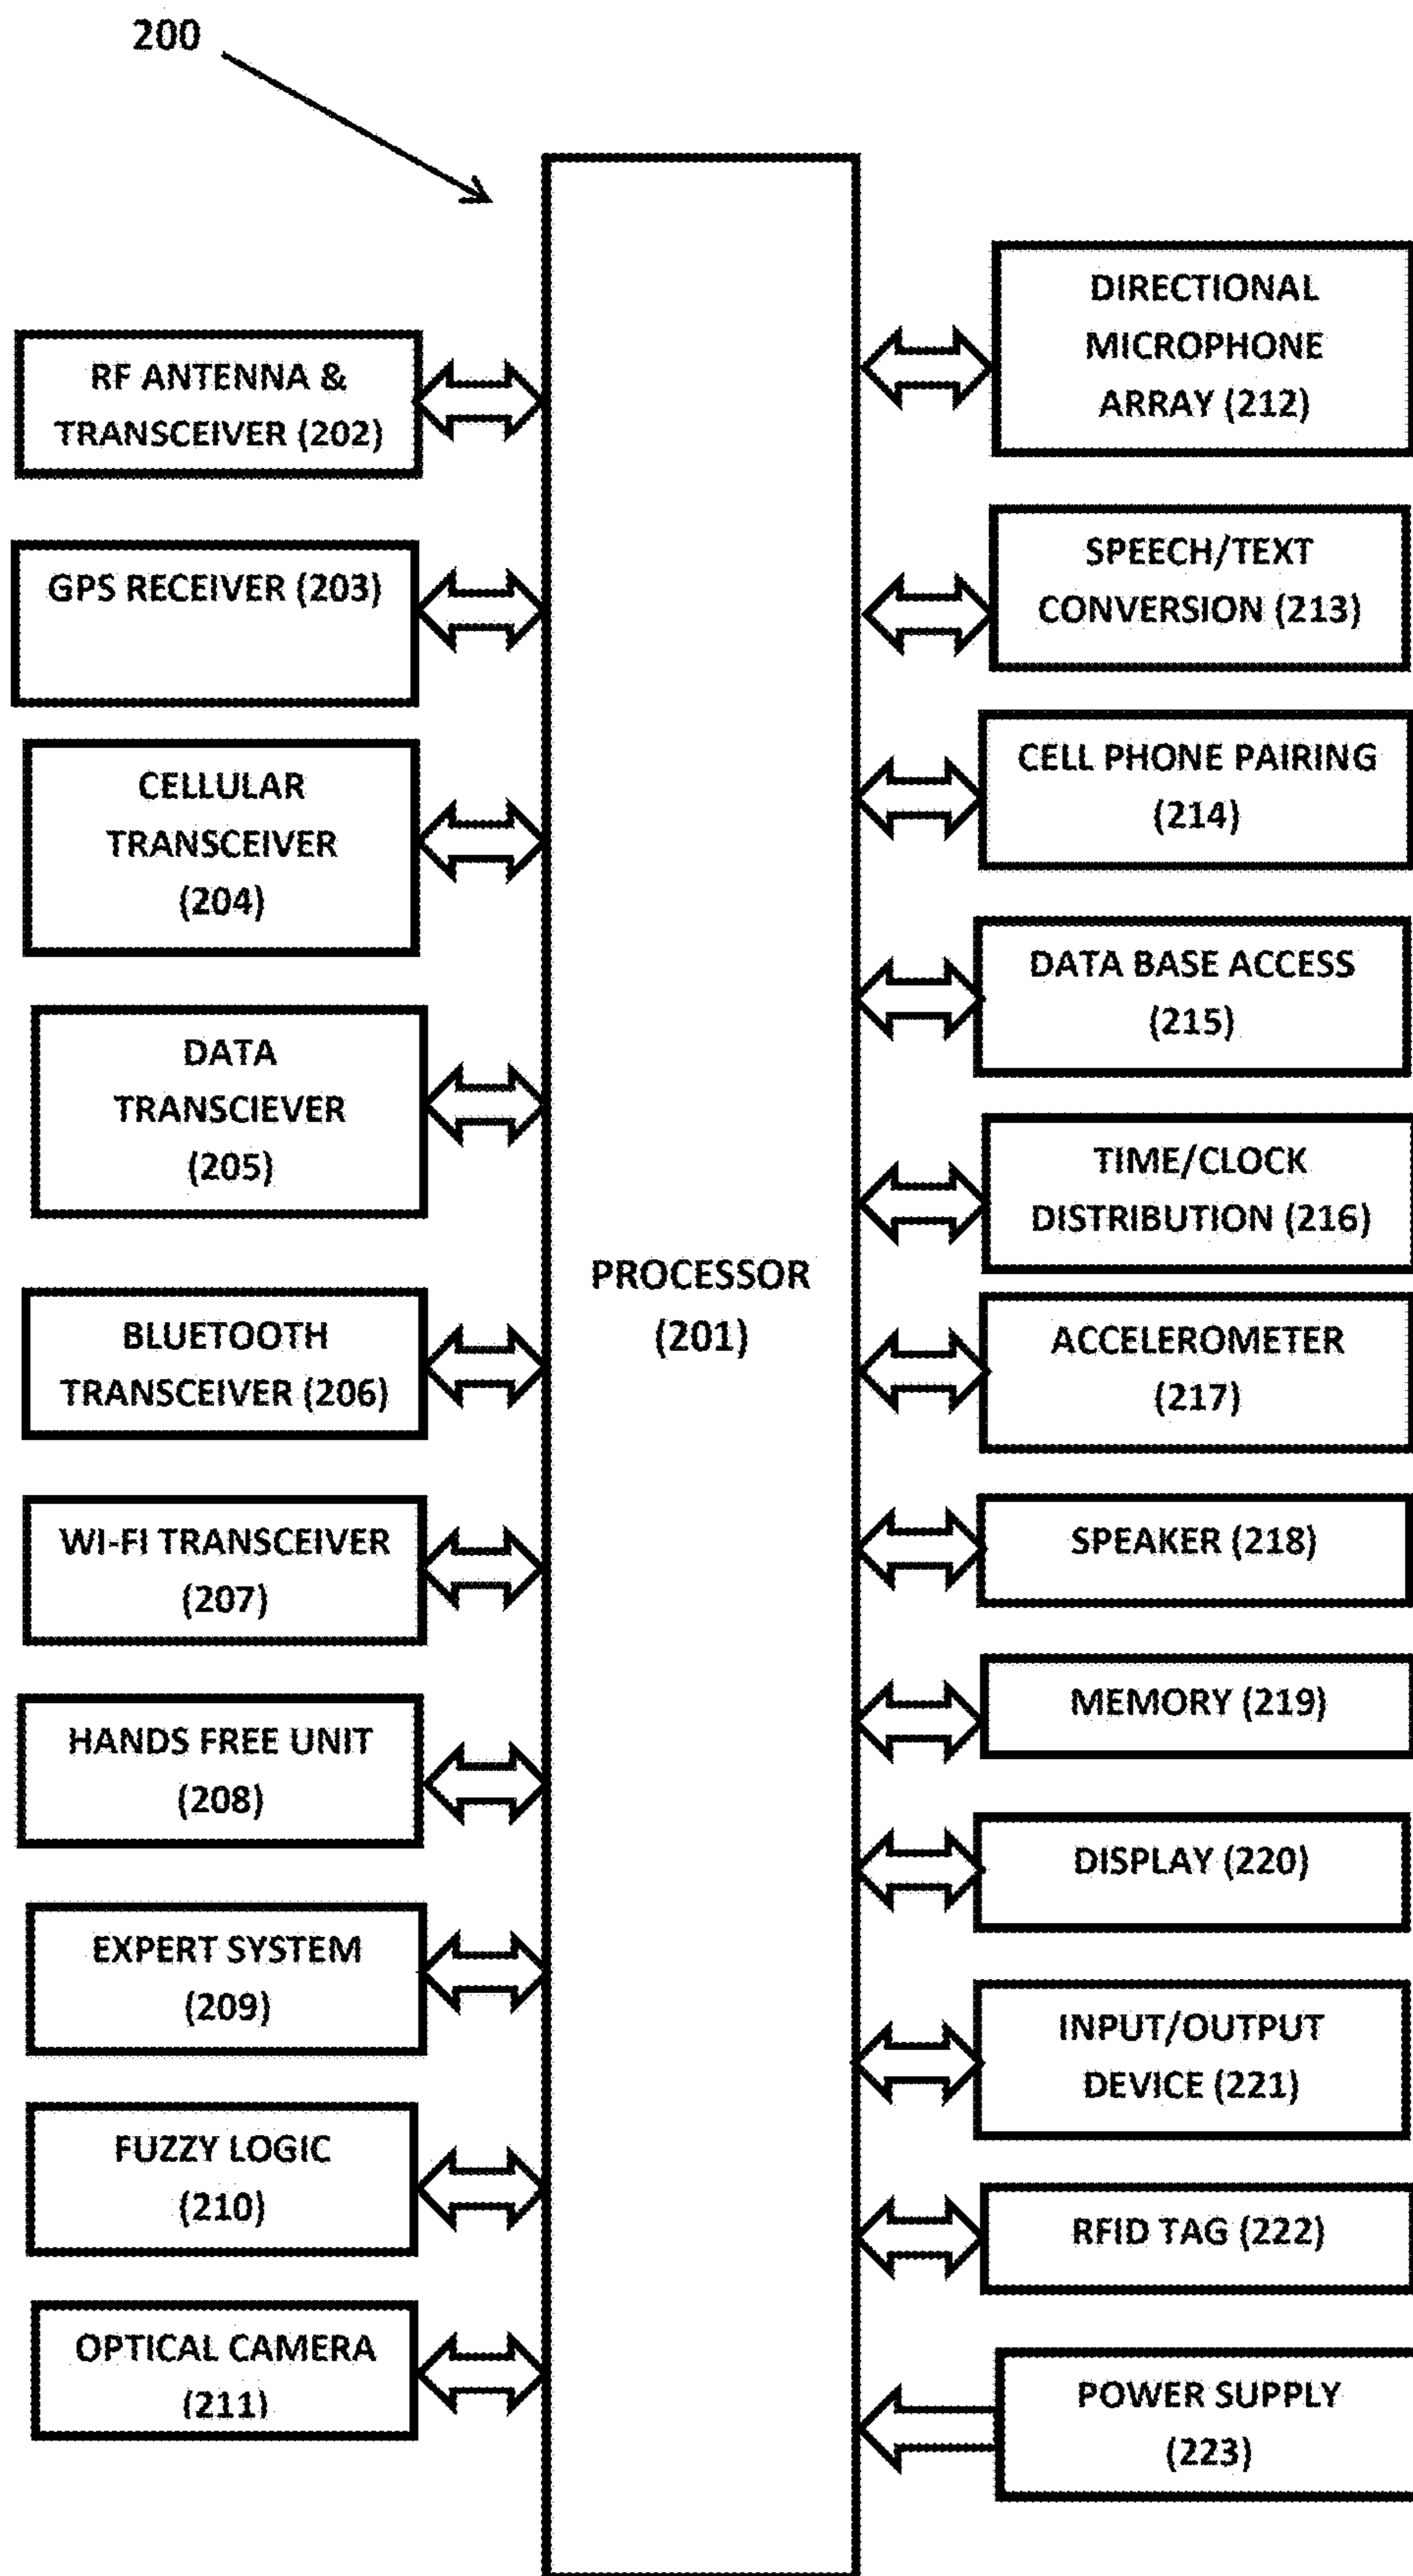 200
RF ANTENNA &
TRANSCEIVER (202)
GPS RECEIVER (203)
CELLULAR
TRANSCEIVER
(204)
DATA
TRANSCIEVER
(205)
BLUETOOTH
TRANSCEIVER (206)
WI-FI TRANSCEIVER
(207)
HANDS FREE UNIT
(208)
EXPERT SYSTEM
(209)
FUZZY LOGIC
(210)
OPTICAL CAMERA
(211)
PROCESSOR
(201)
DIRECTIONAL
MICROPHONE
ARRAY (212)
SPEECH/TEXT
CONVERSION (213)
CELL PHONE PAIRING
(214)
DATA BASE ACCESS
(215)
TIME/CLOCK
DISTRIBUTION (216)
ACCELEROMETER
(217)
SPEAKER (218)
MEMORY (219)
DISPLAY (220)
INPUT/OUTPUT
DEVICE (221)
RFID TAG (222)
POWER SUPPLY
(223)